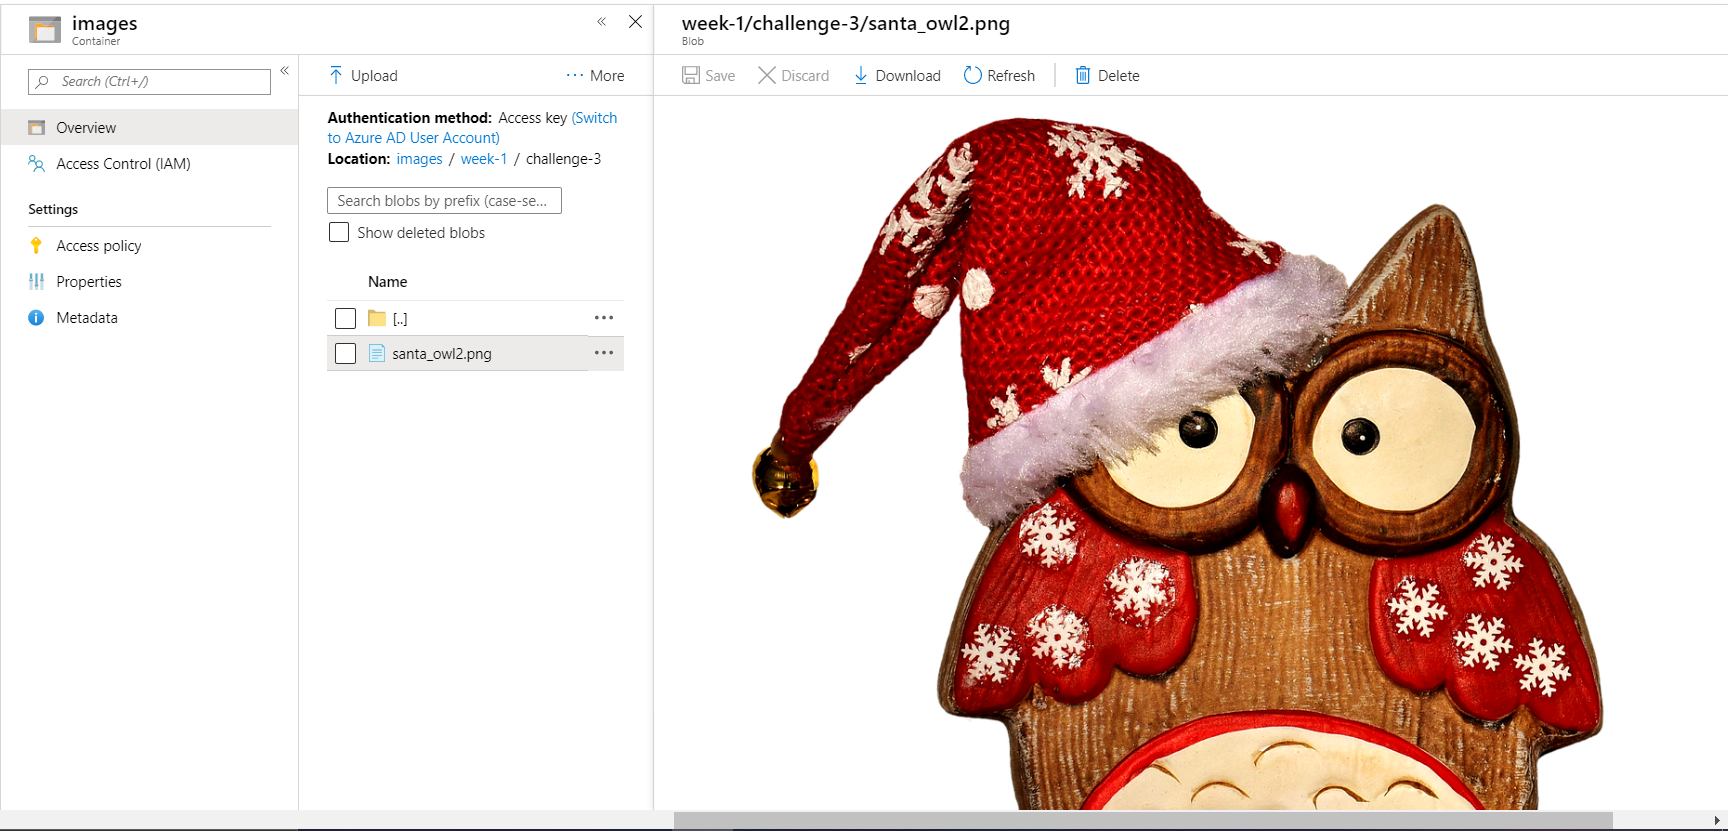 images
Container
Search (Ctrl+/)
Overview
Access Control (IAM)
Settings
Access policy
Properties
Metadata
Upload
··· More
Authentication method: Access key (Switch
to Azure AD User Account)
Location: images / week-1 / challenge-3
Search blobs by prefix (case-se...
Show deleted blobs
Name
[..]
santa_owl2.png
week-1/challenge-3/santa_owl2.png
Blob
Save
Discard
Download
Refresh
Delete